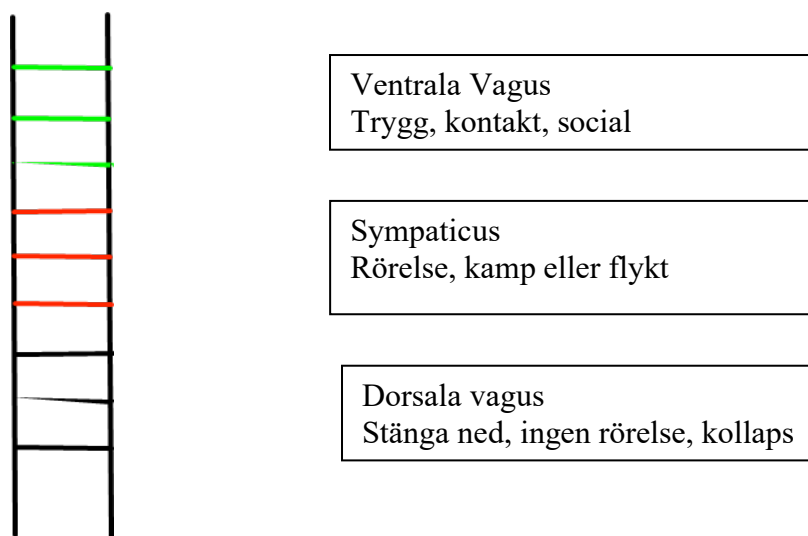 Ventrala Vagus
Trygg, kontakt, social
Sympaticus
Rörelse, kamp eller flykt
Dorsala vagus
Stänga ned, ingen rörelse, kollaps